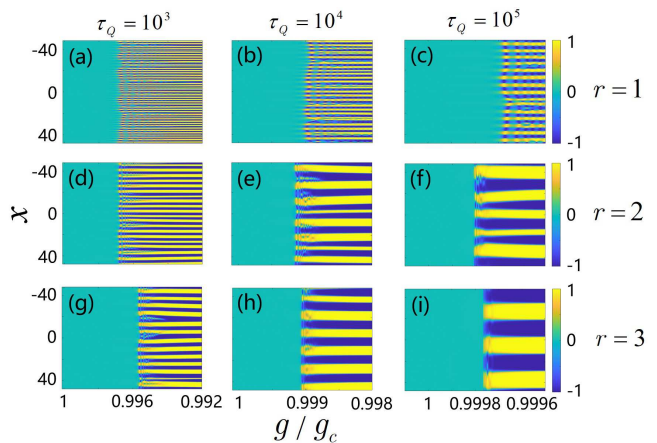 τ_Q = 10^3 τ_Q = 10^4 τ_Q = 10^5
-40 (a) (b) (c) 1
0 0 r = 1
40 -1
-40 (d) (e) (f) 1
x 0 0 r = 2
40 -1
-40 (g) (h) (i) 1
0 0 r = 3
40 -1
1 0.996 0.992 1 0.999 0.998 1 0.9998 0.9996
g / g_c